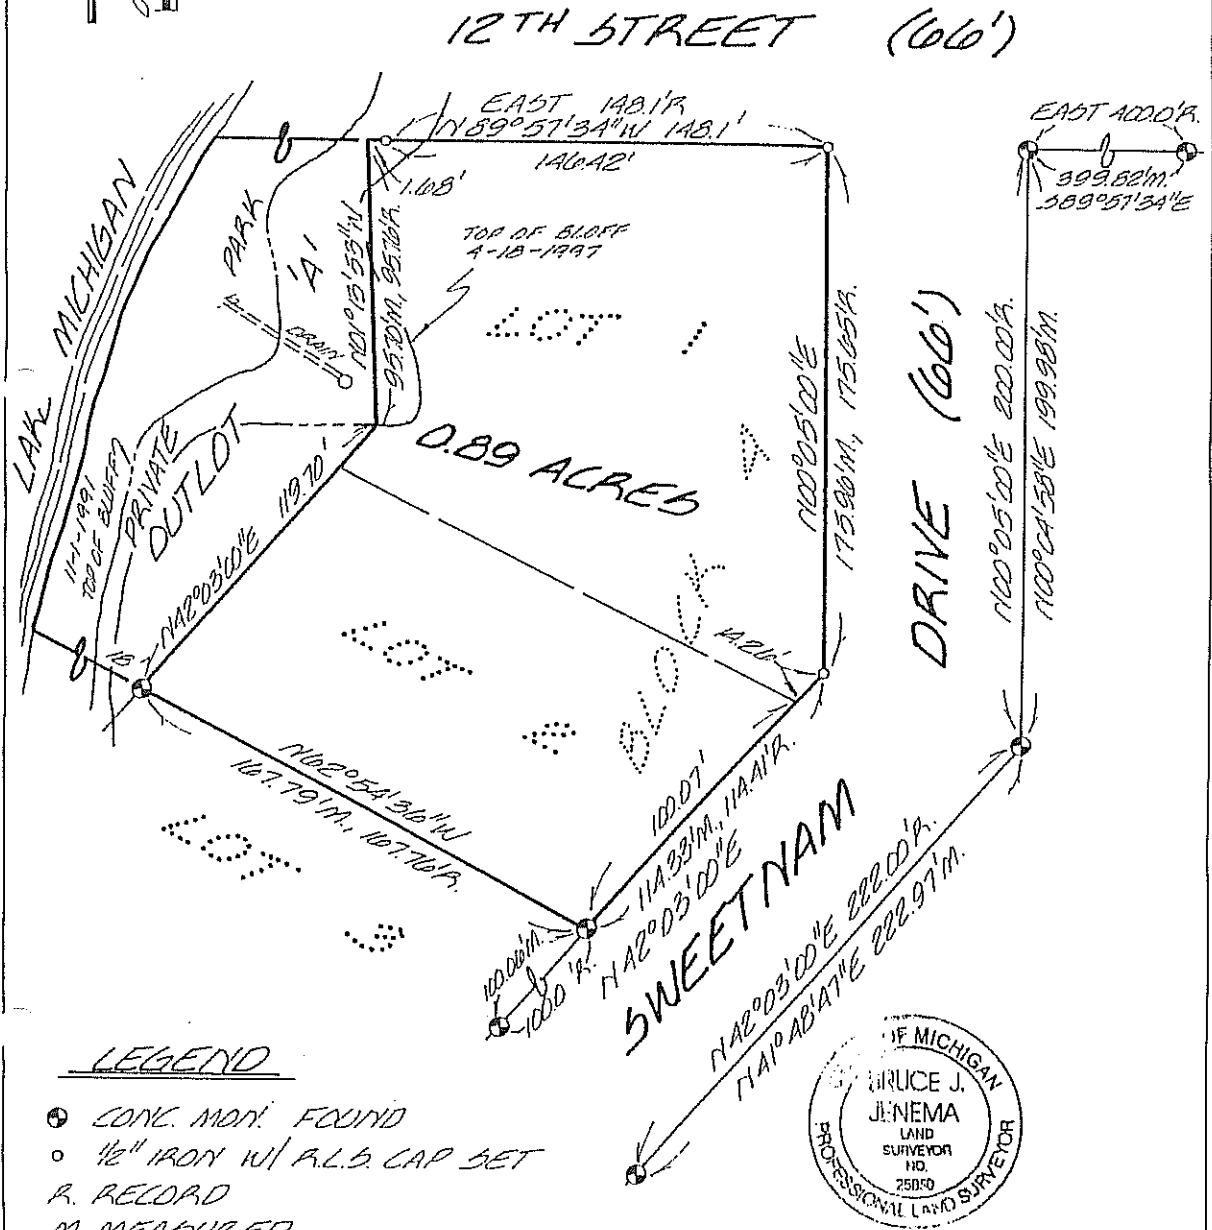 12TH STREET (66')
EAST 148.1'R
N89°57'34"W 148.1'
146.42'
1.68'
EAST 400.0'R.
399.82'M.
S89°57'34"E
LAKE MICHIGAN
PARK
'A'
DRAIN
N01°13'53"W
95.70'M., 95.76'R.
TOP OF BLUFF
4-18-1997
LOT 1
N00°05'00"E
175.96'M., 175.65'R.
DRIVE (66')
N00°05'00"E 200.00'R.
N00°04'58"E 199.98'M.
11-1-1991
TOP OF BLUFF
PRIVATE
OUTLOT
0.89 ACRES
N42°03'00"E 113.70'
18'
LOT 2
BLOCK A
14.26'
100.07'
114.33'M., 114.41'R.
N42°03'00"E
N62°54'36"W
167.79'M., 167.76'R.
LOT 3
100.06'M.
100.0'R.
SWEETNAM
N42°03'00"E 222.00'R.
N41°48'47"E 222.97'M.
LEGEND
CONC. MON. FOUND
1/2" IRON W/ R.L.S. CAP SET
R. RECORD
M. MEASURED
OF MICHIGAN
BRUCE J.
JENEMA
LAND
SURVEYOR
NO.
25850
PROFESSIONAL LAND SURVEYOR